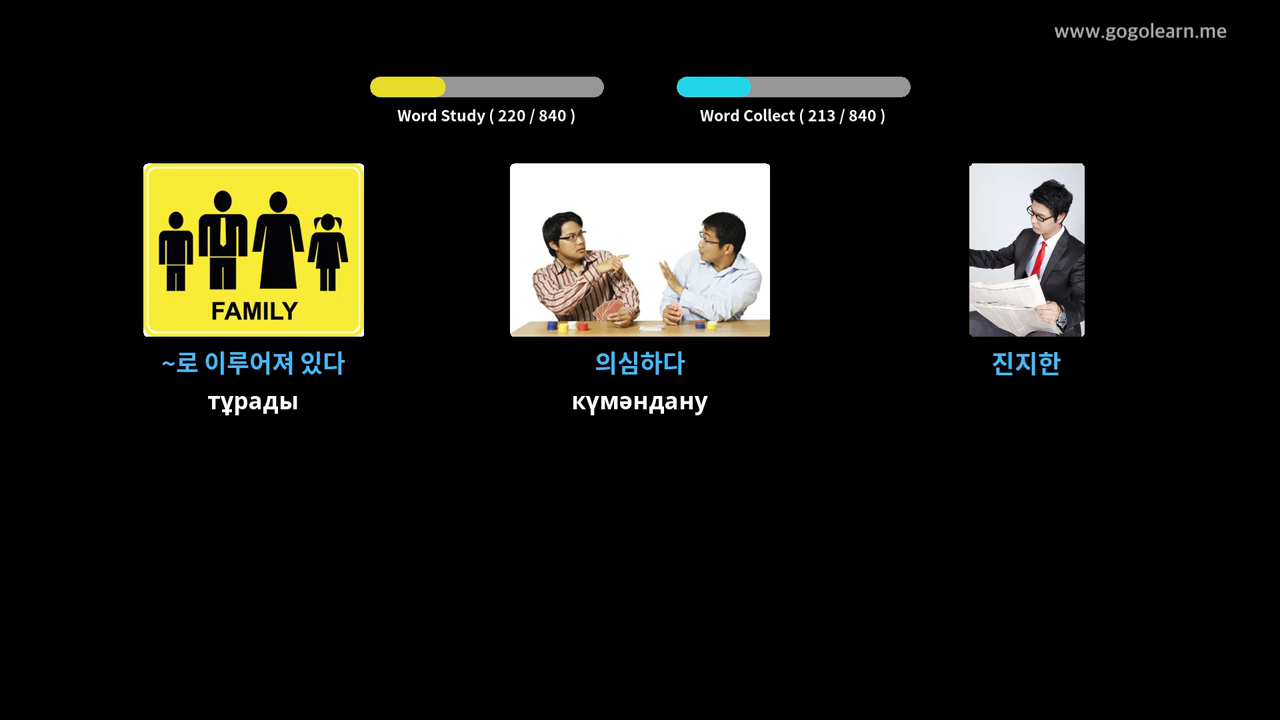 www.gogolearn.me
Word Study ( 220 / 840 )
Word Collect ( 213 / 840 )
FAMILY
~로 이루어져 있다
тұрады
의심하다
күмәндану
진지한